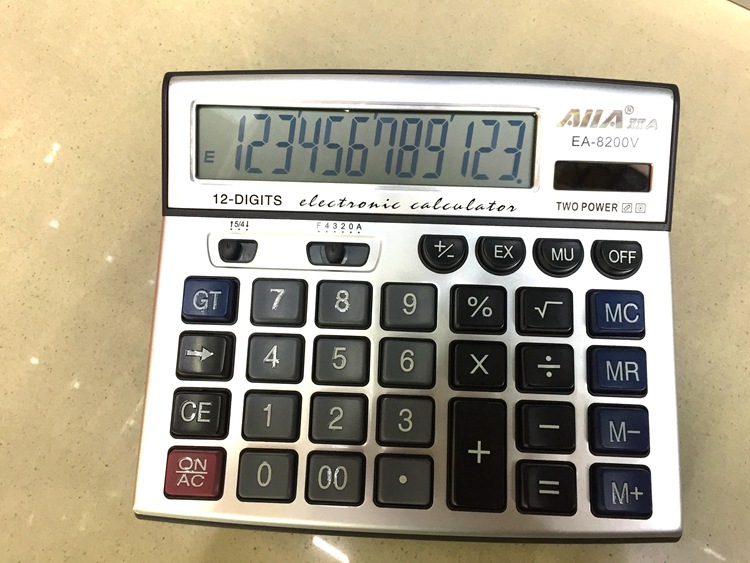 AIIA®
EA-8200V
E 123456789123.
12-DIGITS electronic calculator TWO POWER
↑5/4↓ F4320A
+/− EX MU OFF
GT 7 8 9 % √ MC
→ 4 5 6 X ÷ MR
CE 1 2 3 + − M−
ON
AC 0 00 · = M+